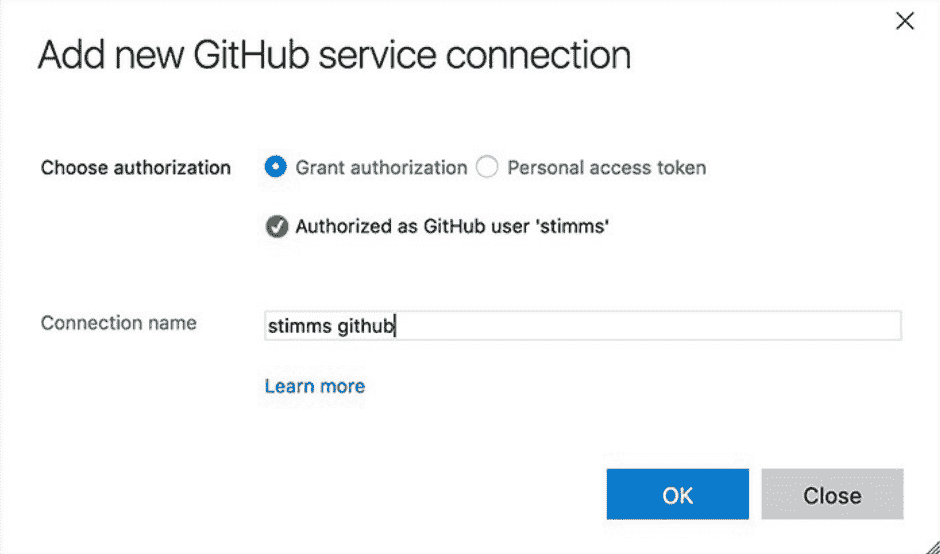 Add new GitHub service connection
Choose authorization Grant authorization Personal access token
Authorized as GitHub user 'stimms'
Connection name stimms github
Learn more
OK Close